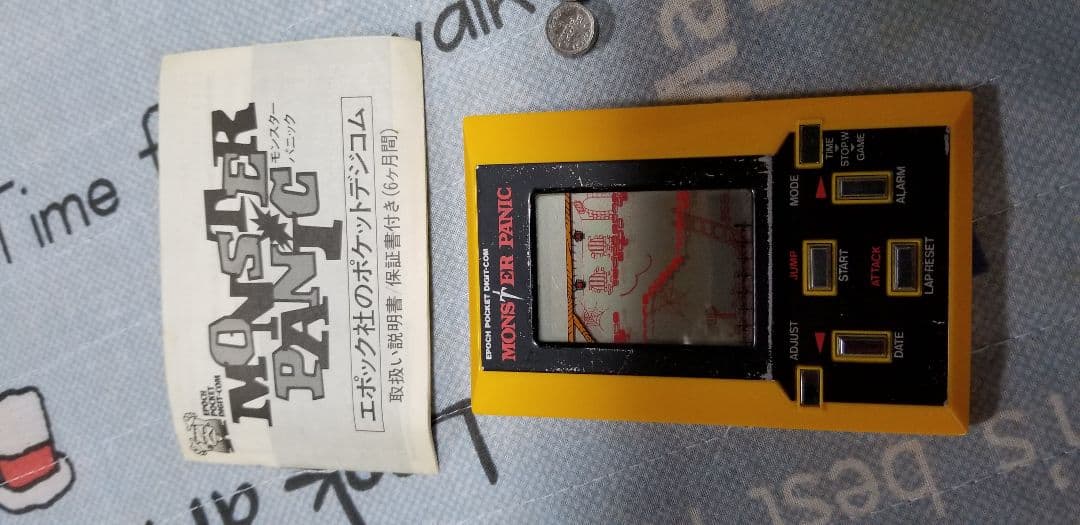 EPOCH
POCKET
DIGIT-COM
MONSTER
PANIC
モンスター
パニック
エポック社のポケットデジコム
取扱い説明書/保証書付き(6ヶ月間)
EPOCH POCKET DIGIT-COM
MONSTER PANIC
ADJUST
JUMP
MODE
TIME
STOP.W
GAME
START
DATE
ATTACK
LAP.RESET
ALARM
Time
walk
Look
best